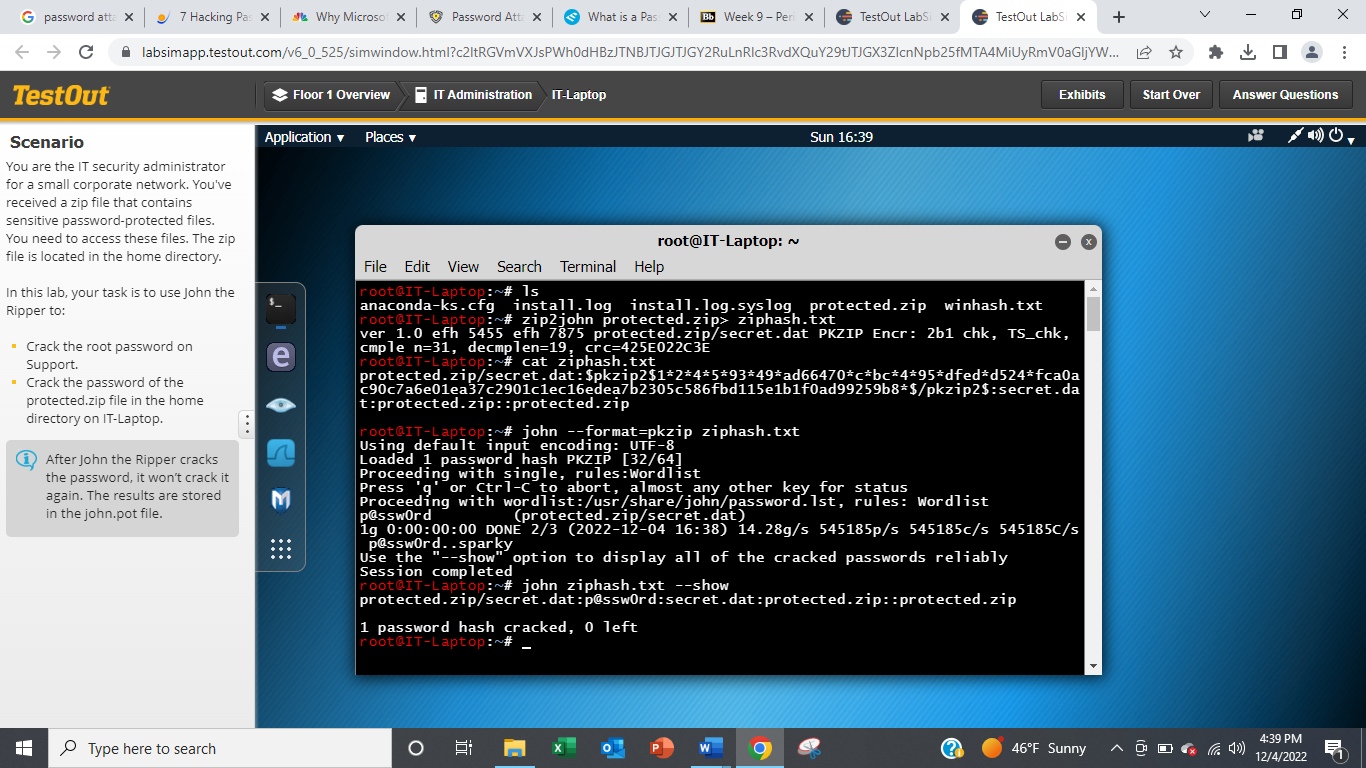 password atta
7 Hacking Pas
Why Microsof
Password Atta
What is a Pass
Bb Week 9 – Peri
TestOut LabSi
TestOut LabSi
labsimapp.testout.com/v6_0_525/simwindow.html?c2ltRGVmVXJsPWh0dHBzJTNBJTJGJTJGY2RuLnRlc3RvdXQuY29tJTJGX3ZlcnNpb25fMTA4MiUyRmV0aGljYW...
TestOut
Floor 1 Overview
IT Administration
IT-Laptop
Exhibits
Start Over
Answer Questions
Scenario
You are the IT security administrator
for a small corporate network. You've
received a zip file that contains
sensitive password-protected files.
You need to access these files. The zip
file is located in the home directory.
In this lab, your task is to use John the
Ripper to:
Crack the root password on
Support.
Crack the password of the
protected.zip file in the home
directory on IT-Laptop.
After John the Ripper cracks
the password, it won't crack it
again. The results are stored
in the john.pot file.
Application
Places
Sun 16:39
root@IT-Laptop: ~
File Edit View Search Terminal Help
root@IT-Laptop:~# ls
anaconda-ks.cfg install.log install.log.syslog protected.zip winhash.txt
root@IT-Laptop:~# zip2john protected.zip> ziphash.txt
ver 1.0 efh 5455 efh 7875 protected.zip/secret.dat PKZIP Encr: 2b1 chk, TS_chk,
cmple n=31, decmplen=19, crc=425E022C3E
root@IT-Laptop:~# cat ziphash.txt
protected.zip/secret.dat:$pkzip2$1*2*4*5*93*49*ad66470*c*bc*4*95*dfed*d524*fca0a
c90c7a6e01ea37c2901c1ec16edea7b2305c586fbd115e1b1f0ad99259b8*$/pkzip2$:secret.da
t:protected.zip::protected.zip
root@IT-Laptop:~# john --format=pkzip ziphash.txt
Using default input encoding: UTF-8
Loaded 1 password hash PKZIP [32/64]
Proceeding with single, rules:Wordlist
Press 'q' or Ctrl-C to abort, almost any other key for status
Proceeding with wordlist:/usr/share/john/password.lst, rules: Wordlist
p@ssw0rd (protected.zip/secret.dat)
1g 0:00:00:00 DONE 2/3 (2022-12-04 16:38) 14.28g/s 545185p/s 545185c/s 545185C/s
p@ssw0rd..sparky
Use the "--show" option to display all of the cracked passwords reliably
Session completed
root@IT-Laptop:~# john ziphash.txt --show
protected.zip/secret.dat:p@ssw0rd:secret.dat:protected.zip::protected.zip
1 password hash cracked, 0 left
root@IT-Laptop:~# _
Type here to search
46°F Sunny
4:39 PM
12/4/2022
1